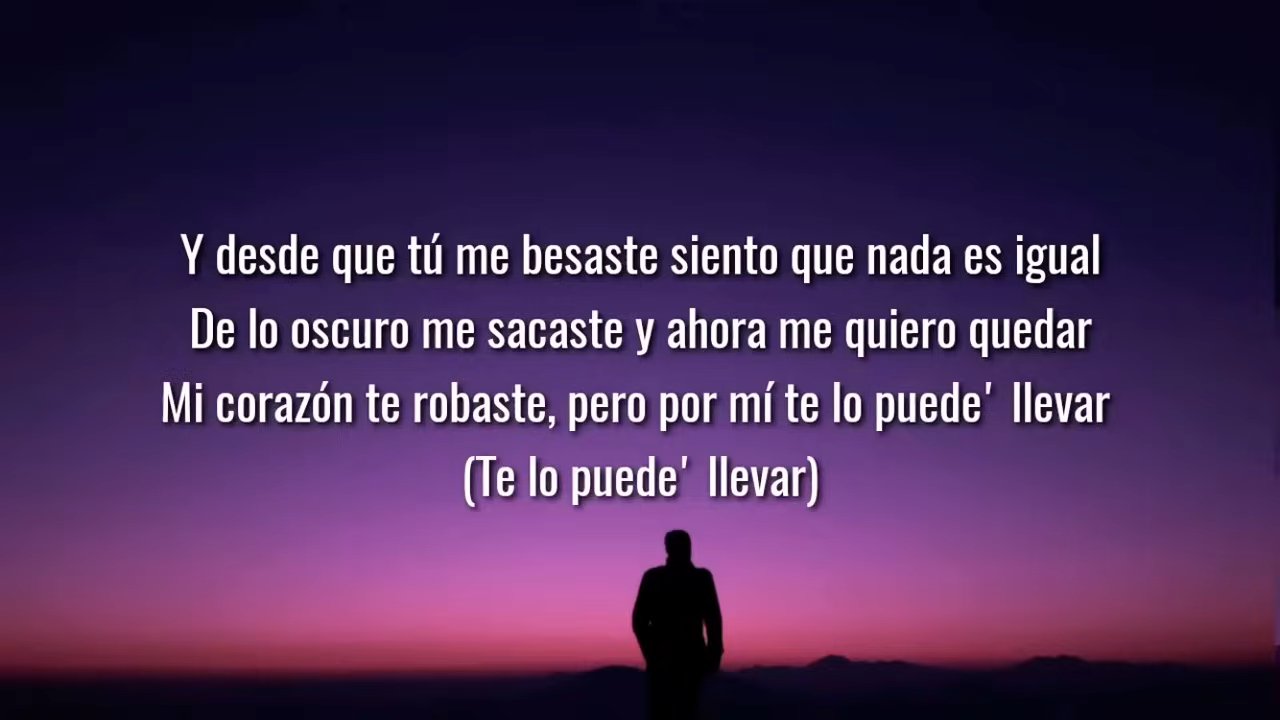 Y desde que tú me besaste siento que nada es igual
De lo oscuro me sacaste y ahora me quiero quedar
Mi corazón te robaste, pero por mí te lo puede' llevar
(Te lo puede' llevar)